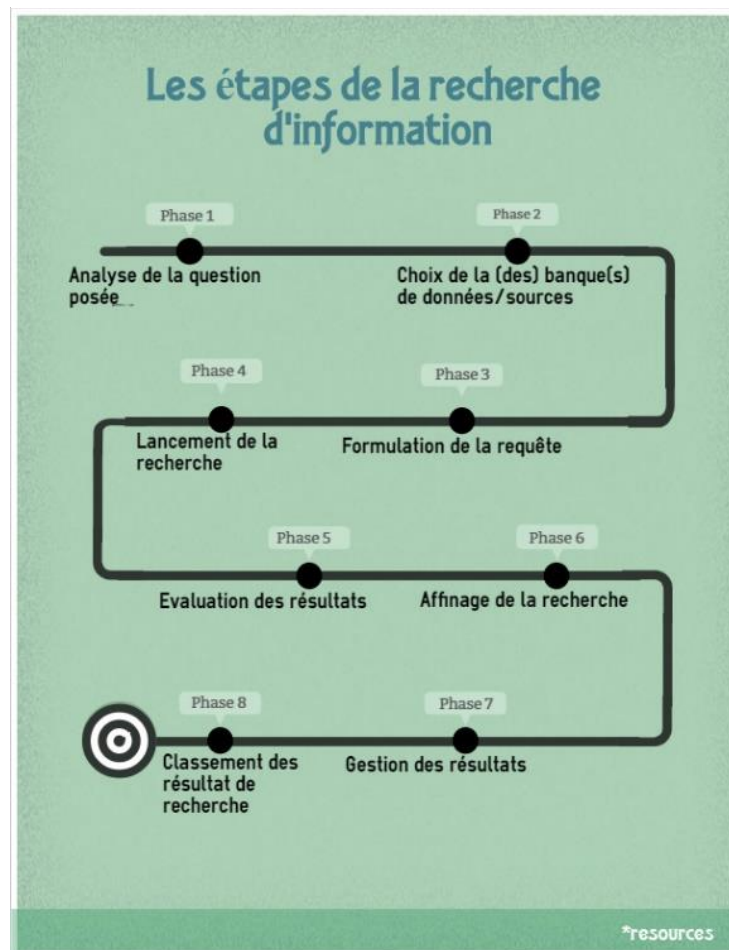 Les étapes de la recherche
d'information
Phase 1
Analyse de la question
posée
Phase 2
Choix de la (des) banque(s)
de données/sources
Phase 3
Formulation de la requête
Phase 4
Lancement de la
recherche
Phase 5
Evaluation des résultats
Phase 6
Affinage de la recherche
Phase 7
Gestion des résultats
Phase 8
Classement des
résultat de
recherche
*resources